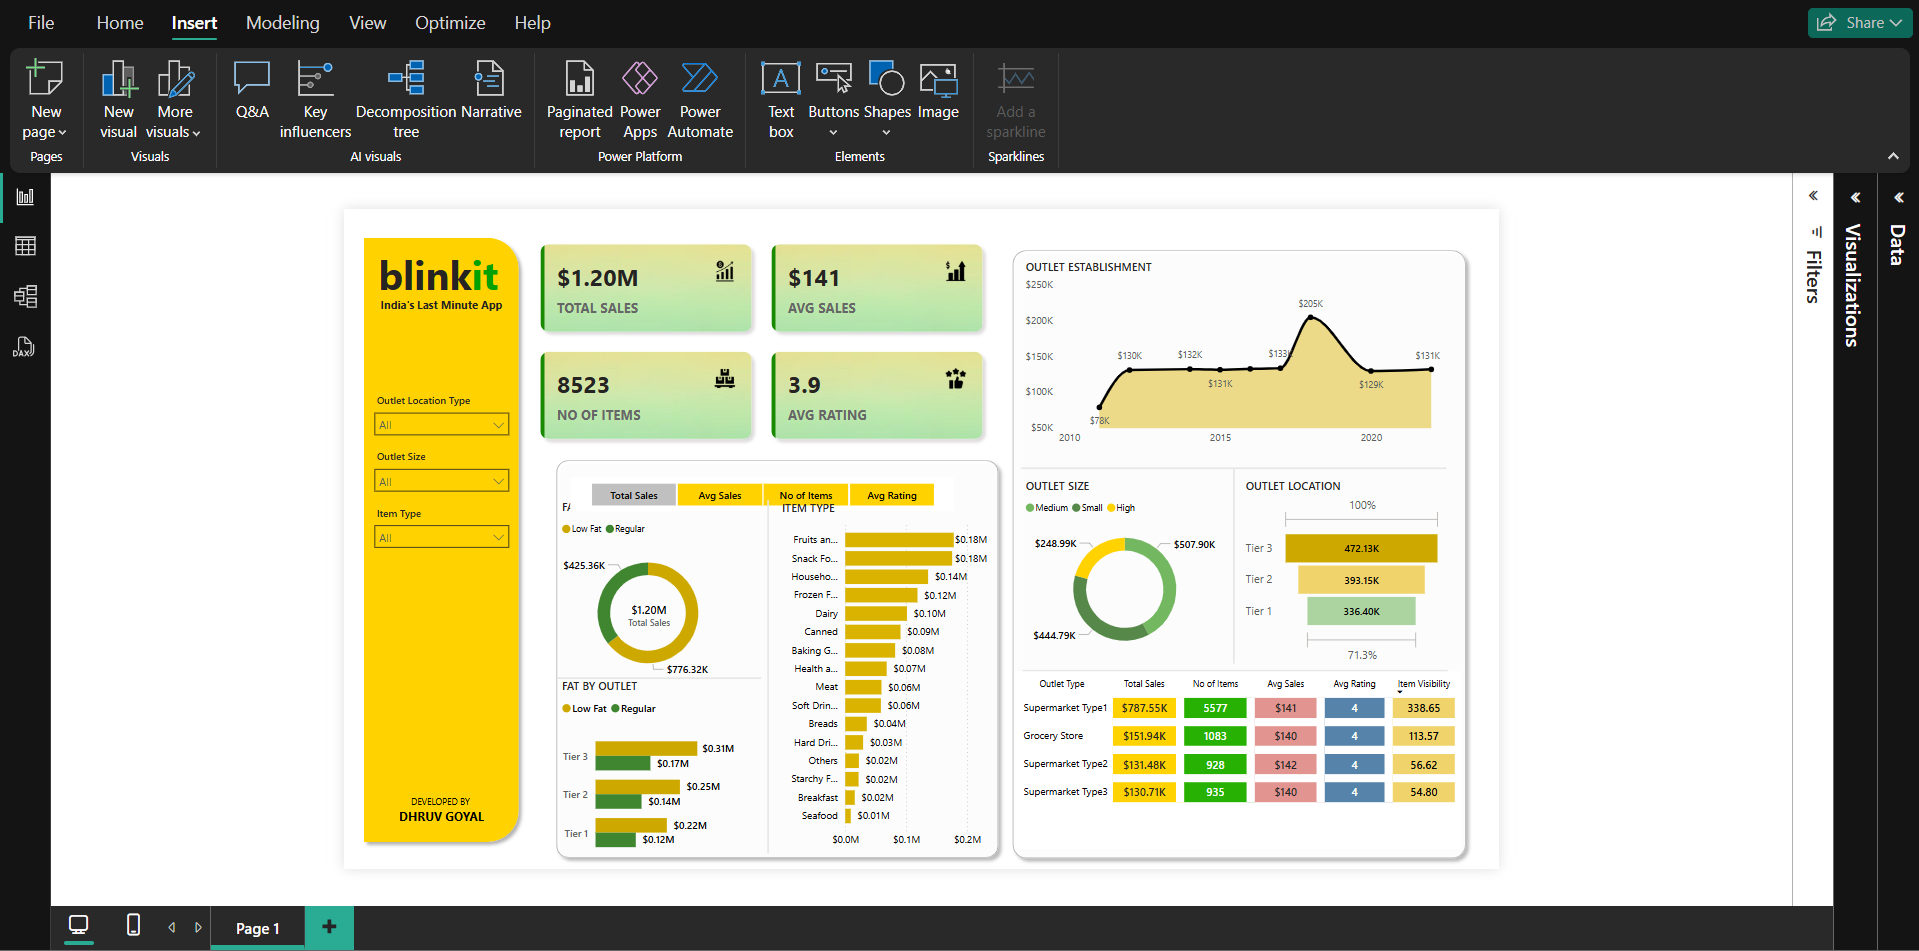 File Home Insert Modeling View Optimize Help
Share
New page
New visual
More visuals
Q&A
Key influencers
Decomposition tree
Narrative
Paginated report
Power Apps
Power Automate
Text box
Buttons
Shapes
Image
Add a sparkline
Pages
Visuals
AI visuals
Power Platform
Elements
Sparklines
DAX
blinkit
India's Last Minute App
Outlet Location Type
All
Outlet Size
All
Item Type
All
DEVELOPED BY
DHRUV GOYAL
$1.20M
TOTAL SALES
$141
AVG SALES
8523
NO OF ITEMS
3.9
AVG RATING
Total Sales Avg Sales No of Items Avg Rating
FA
Low Fat Regular
$425.36K
$1.20M
Total Sales
$776.32K
FAT BY OUTLET
Low Fat Regular
Tier 3 $0.31M
$0.17M
Tier 2 $0.25M
$0.14M
Tier 1 $0.22M
$0.12M
ITEM TYPE
Fruits an... $0.18M
Snack Fo... $0.18M
Househo... $0.14M
Frozen F... $0.12M
Dairy $0.10M
Canned $0.09M
Baking G... $0.08M
Health a... $0.07M
Meat $0.06M
Soft Drin... $0.06M
Breads $0.04M
Hard Dri... $0.03M
Others $0.02M
Starchy F... $0.02M
Breakfast $0.02M
Seafood $0.01M
$0.0M $0.1M $0.2M
OUTLET ESTABLISHMENT
$250K
$200K
$150K
$100K
$50K
$78K
$130K
$132K
$131K
$133K
$205K
$129K
$131K
2010 2015 2020
OUTLET SIZE
Medium Small High
$248.99K
$507.90K
$444.79K
OUTLET LOCATION
100%
Tier 3 472.13K
Tier 2 393.15K
Tier 1 336.40K
71.3%
Outlet Type Total Sales No of Items Avg Sales Avg Rating Item Visibility
Supermarket Type1 $787.55K 5577 $141 4 338.65
Grocery Store $151.94K 1083 $140 4 113.57
Supermarket Type2 $131.48K 928 $142 4 56.62
Supermarket Type3 $130.71K 935 $140 4 54.80
Filters
Visualizations
Data
Page 1